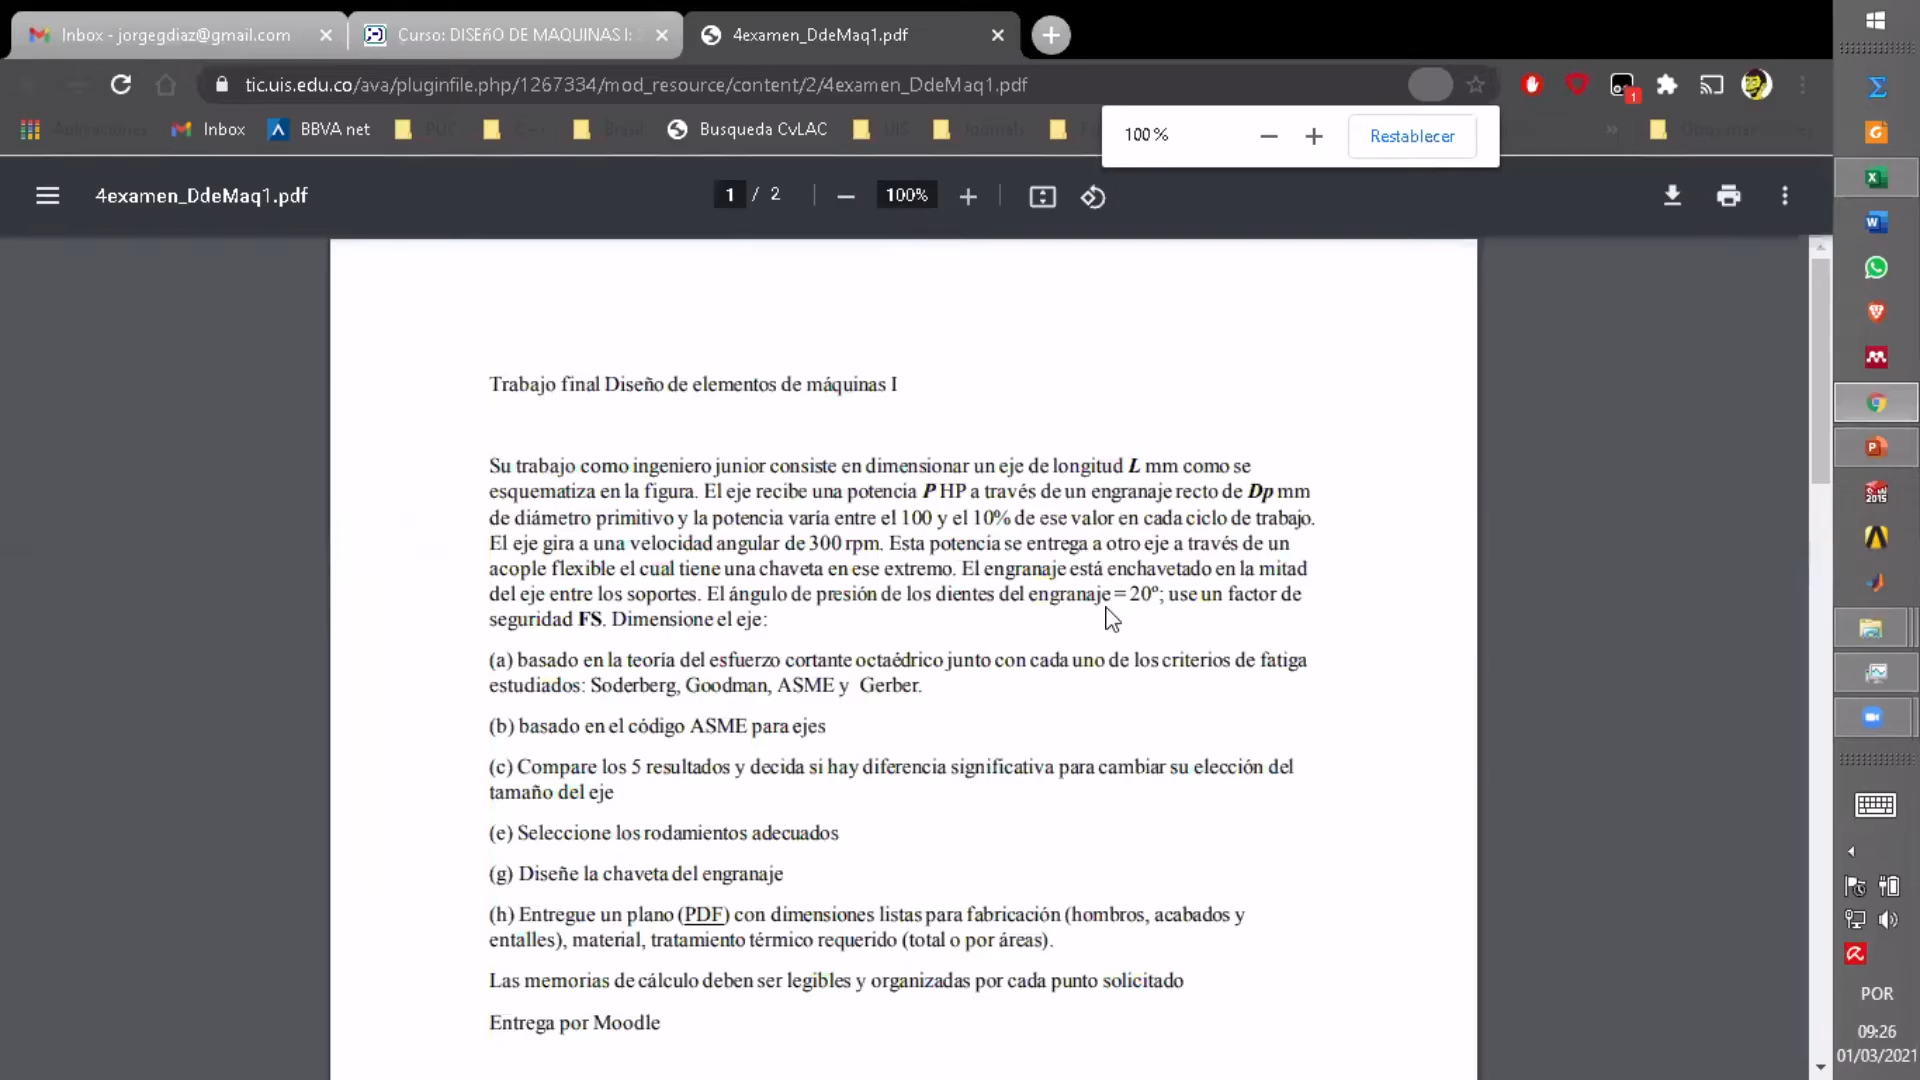 Inbox - jorgegdiaz@gmail.com
Curso: DISEñO DE MAQUINAS I:
4examen_DdeMaq1.pdf
tic.uis.edu.co/ava/pluginfile.php/1267334/mod_resource/content/2/4examen_DdeMaq1.pdf
1
Aplicaciones
Inbox
BBVA net
PUC
C++
Brasil
Busqueda CvLAC
UIS
Journals
100 %
Restablecer
4examen_DdeMaq1.pdf
1 / 2
100%
Trabajo final Diseño de elementos de máquinas I
Su trabajo como ingeniero junior consiste en dimensionar un eje de longitud L mm como se
esquematiza en la figura. El eje recibe una potencia P HP a través de un engranaje recto de Dp mm
de diámetro primitivo y la potencia varía entre el 100 y el 10% de ese valor en cada ciclo de trabajo.
El eje gira a una velocidad angular de 300 rpm. Esta potencia se entrega a otro eje a través de un
acople flexible el cual tiene una chaveta en ese extremo. El engranaje está enchavetado en la mitad
del eje entre los soportes. El ángulo de presión de los dientes del engranaje = 20º; use un factor de
seguridad FS. Dimensione el eje:
(a) basado en la teoría del esfuerzo cortante octaédrico junto con cada uno de los criterios de fatiga
estudiados: Soderberg, Goodman, ASME y Gerber.
(b) basado en el código ASME para ejes
(c) Compare los 5 resultados y decida si hay diferencia significativa para cambiar su elección del
tamaño del eje
(e) Seleccione los rodamientos adecuados
(g) Diseñe la chaveta del engranaje
(h) Entregue un plano (PDF) con dimensiones listas para fabricación (hombros, acabados y
entalles), material, tratamiento térmico requerido (total o por áreas).
Las memorias de cálculo deben ser legibles y organizadas por cada punto solicitado
Entrega por Moodle
2015
POR
09:26
01/03/2021